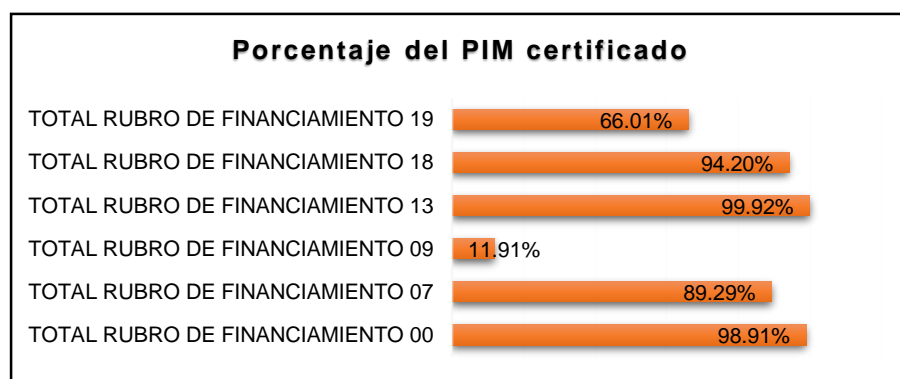 Porcentaje del PIM certificado
TOTAL RUBRO DE FINANCIAMIENTO 19 66.01%
TOTAL RUBRO DE FINANCIAMIENTO 18 94.20%
TOTAL RUBRO DE FINANCIAMIENTO 13 99.92%
TOTAL RUBRO DE FINANCIAMIENTO 09 11.91%
TOTAL RUBRO DE FINANCIAMIENTO 07 89.29%
TOTAL RUBRO DE FINANCIAMIENTO 00 98.91%